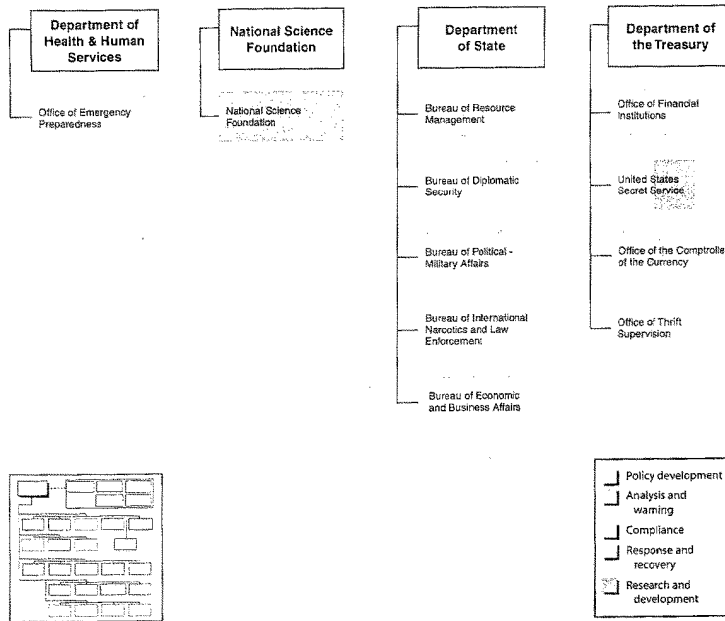 Department of
Health & Human
Services
Office of Emergency
Preparedness
National Science
Foundation
National Science
Foundation
Department
of State
Bureau of Resource
Management
Bureau of Diplomatic
Security
Bureau of Political -
Military Affairs
Bureau of International
Narcotics and Law
Enforcement
Bureau of Economic
and Business Affairs
Department of
the Treasury
Office of Financial
Institutions
United States
Secret Service
Office of the Comptrolle
of the Currency
Office of Thrift
Supervision
Policy development
Analysis and
warning
Compliance
Response and
recovery
Research and
development